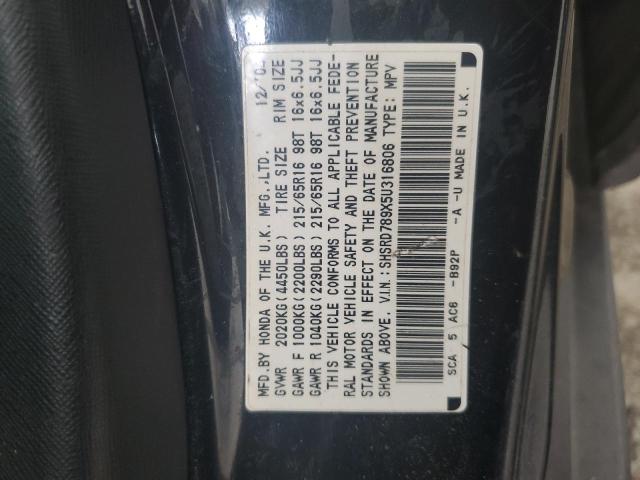 MFD.BY HONDA OF THE U.K. MFG.,LTD. 12/0
GVWR 2020KG(4450LBS) TIRE SIZE RIM SIZE
GAWR F 1000KG(2200LBS) 215/65R16 98T 16x6.5JJ
GAWR R 1040KG(2290LBS) 215/65R16 98T 16x6.5JJ
THIS VEHICLE CONFORMS TO ALL APPLICABLE FEDE-
RAL MOTOR VEHICLE SAFETY AND THEFT PREVENTION
STANDARDS IN EFFECT ON THE DATE OF MANUFACTURE
SHOWN ABOVE. V.IN.:SHSRD789X5U316806 TYPE: MPV
SCA 5 AC6 -B92P -A -U MADE IN U.K.